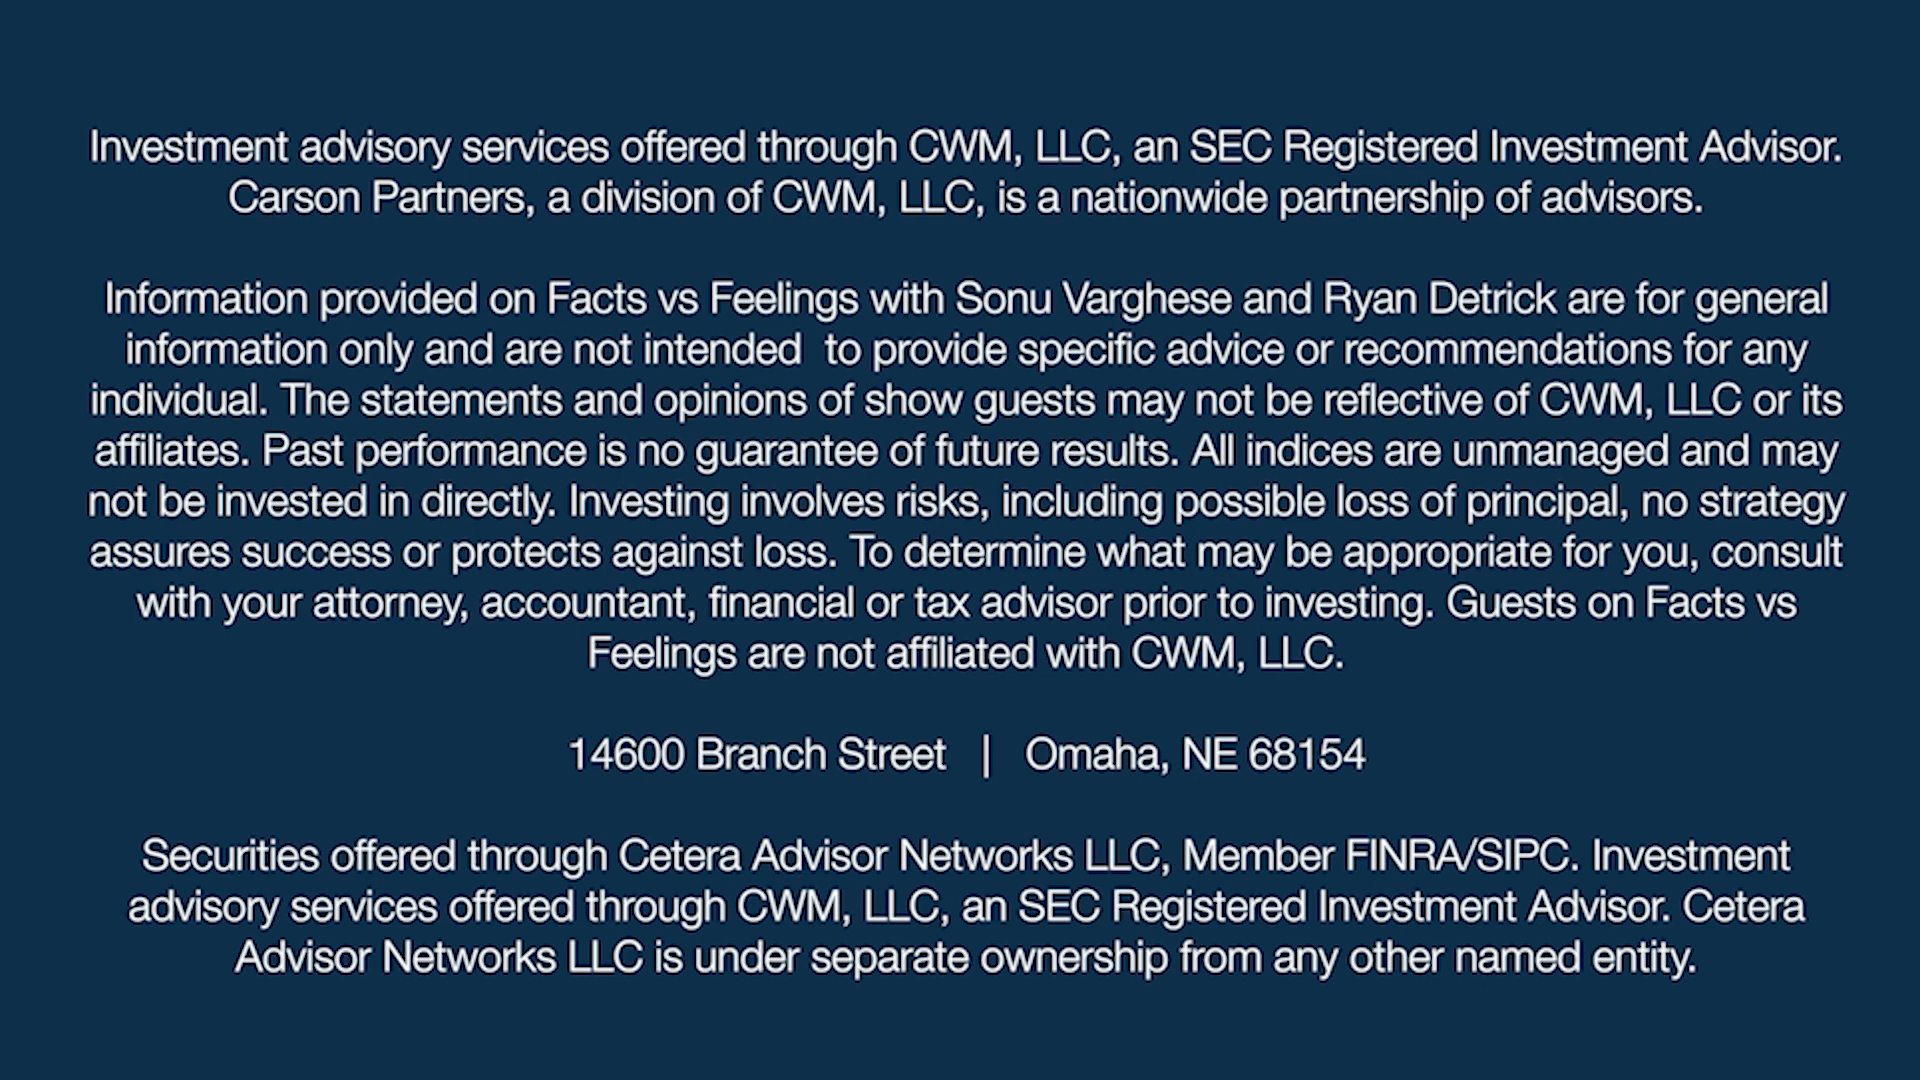 Investment advisory services offered through CWM, LLC, an SEC Registered Investment Advisor.
Carson Partners, a division of CWM, LLC, is a nationwide partnership of advisors.
Information provided on Facts vs Feelings with Sonu Varghese and Ryan Detrick are for general
information only and are not intended  to provide specific advice or recommendations for any
individual. The statements and opinions of show guests may not be reflective of CWM, LLC or its
affiliates. Past performance is no guarantee of future results. All indices are unmanaged and may
not be invested in directly. Investing involves risks, including possible loss of principal, no strategy
assures success or protects against loss. To determine what may be appropriate for you, consult
with your attorney, accountant, financial or tax advisor prior to investing. Guests on Facts vs
Feelings are not affiliated with CWM, LLC.
14600 Branch Street | Omaha, NE 68154
Securities offered through Cetera Advisor Networks LLC, Member FINRA/SIPC. Investment
advisory services offered through CWM, LLC, an SEC Registered Investment Advisor. Cetera
Advisor Networks LLC is under separate ownership from any other named entity.